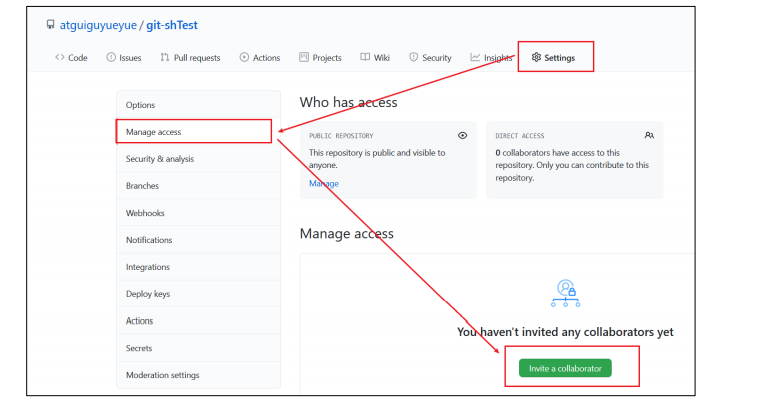 atguiguyueyue / git-shTest
Code Issues Pull requests Actions Projects Wiki Security Insights Settings
Options
Manage access
Security & analysis
Branches
Webhooks
Notifications
Integrations
Deploy keys
Actions
Secrets
Moderation settings
Who has access
PUBLIC REPOSITORY
This repository is public and visible to
anyone.
Manage
DIRECT ACCESS
0 collaborators have access to this
repository. Only you can contribute to this
repository.
Manage access
You haven't invited any collaborators yet
Invite a collaborator